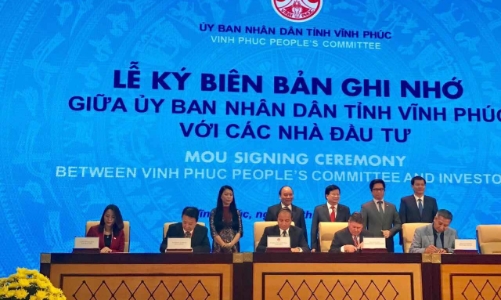 ỦY BAN NHÂN DÂN TỈNH VĨNH PHÚC
VINH PHUC PEOPLE'S COMMITTEE
LỄ KÝ BIÊN BẢN GHI NHỚ
GIỮA ỦY BAN NHÂN DÂN TỈNH VĨNH PHÚC
VỚI CÁC NHÀ ĐẦU TƯ
MOU SIGNING CEREMONY
BETWEEN VINH PHUC PEOPLE'S COMMITTEE AND INVESTO